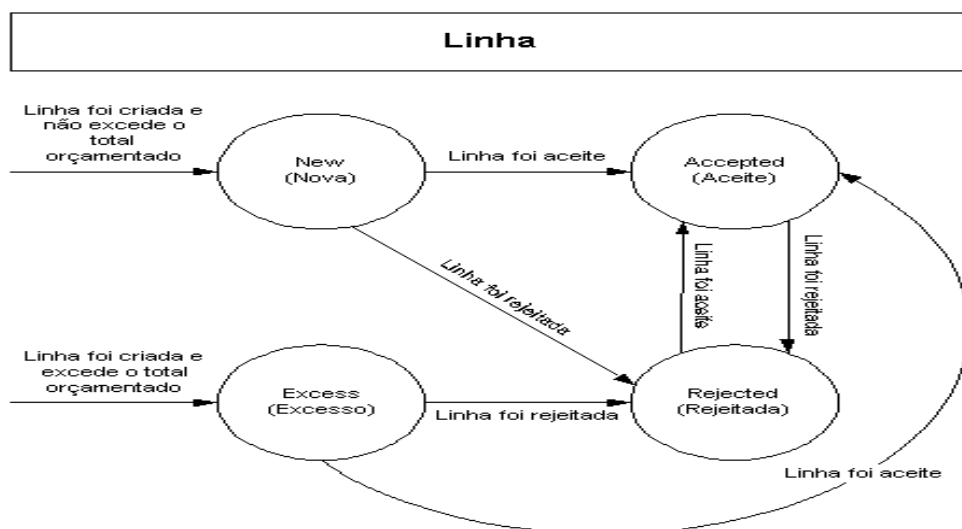 Linha
Linha foi criada e
não excede o
total
orçamentado
New
(Nova)
Linha foi aceite
Accepted
(Aceite)
Linha foi rejeitada
Linha foi aceite
Linha foi rejeitada
Linha foi criada e
excede o total
orçamentado
Excess
(Excesso)
Linha foi rejeitada
Rejected
(Rejeitada)
Linha foi aceite